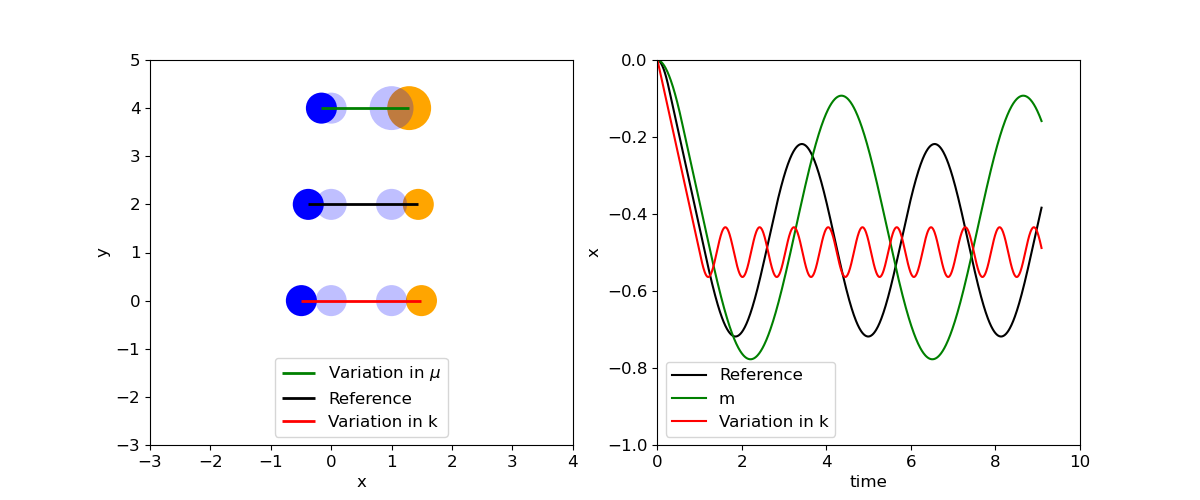 5
4
3
2
1
0
−1
−2
−3
y
−3 −2 −1 0 1 2 3 4
x
Variation in μ
Reference
Variation in k
0.0
−0.2
−0.4
−0.6
−0.8
−1.0
x
0 2 4 6 8 10
time
Reference
m
Variation in k